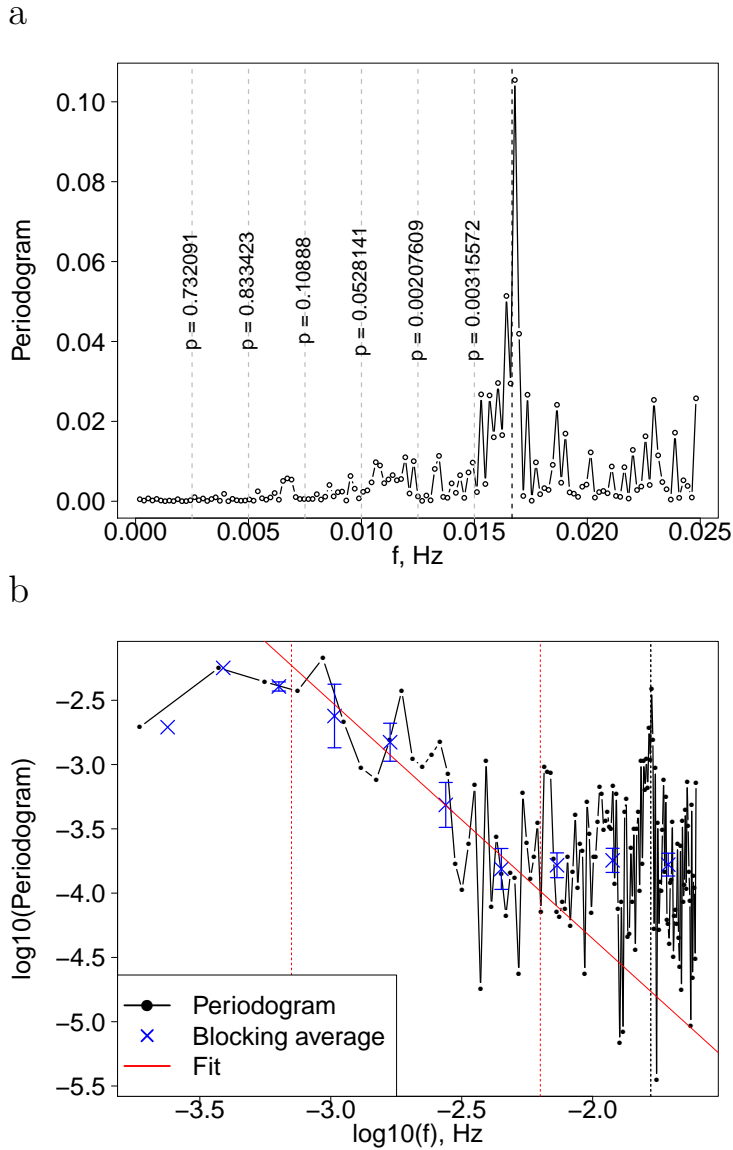 a
Periodogram
0.10
0.08
0.06
0.04
0.02
0.00
p = 0.732091
p = 0.833423
p = 0.10888
p = 0.0528141
p = 0.00207609
p = 0.00315572
0.000 0.005 0.010 0.015 0.020 0.025
f, Hz
b
log10(Periodogram)
−2.5
−3.0
−3.5
−4.0
−4.5
−5.0
−5.5
Periodogram
Blocking average
Fit
−3.5 −3.0 −2.5 −2.0
log10(f), Hz